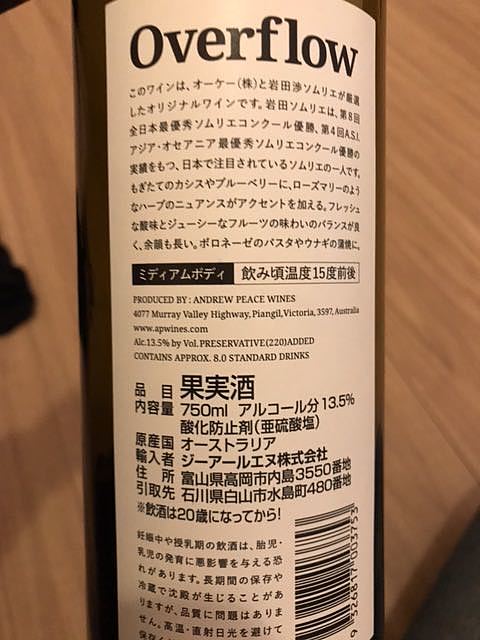 Overflow
このワインは、オーケー(株)と岩田渉ソムリエが厳選
したオリジナルワインです。岩田ソムリエは、第8回
全日本最優秀ソムリエコンクール優勝、第4回A.S.I.
アジア・オセアニア最優秀ソムリエコンクール優勝の
実績をもつ、日本で注目されているソムリエの一人です。
もぎたてのカシスやブルーベリーに、ローズマリーのよう
なハーブのニュアンスがアクセントを加える。フレッシュ
な酸味とジューシーなフルーツの味わいのバランスが良
く、余韻も長い。ボロネーゼのパスタやウナギの蒲焼に。
ミディアムボディ 飲み頃温度15度前後
PRODUCED BY : ANDREW PEACE WINES
4077 Murray Valley Highway, Piangil, Victoria, 3597, Australia
www.apwines.com
Alc.13.5% by Vol. PRESERVATIVE (220) ADDED
CONTAINS APPROX. 8.0 STANDARD DRINKS
品目 果実酒
内容量 750ml アルコール分13.5%
酸化防止剤(亜硫酸塩)
原産国 オーストラリア
輸入者 ジーアールエヌ株式会社
住所 富山県高岡市内島3550番地
引取先 石川県白山市水島町480番地
※飲酒は20歳になってから!
妊娠中や授乳期の飲酒は、胎児・
乳児の発育に悪影響を与える恐
れがあります。長期間の保存や
冷蔵で沈殿が生じることがあ
りますが、品質に問題はありま
せん。高温・直射日光を避けて
9 326817 003753